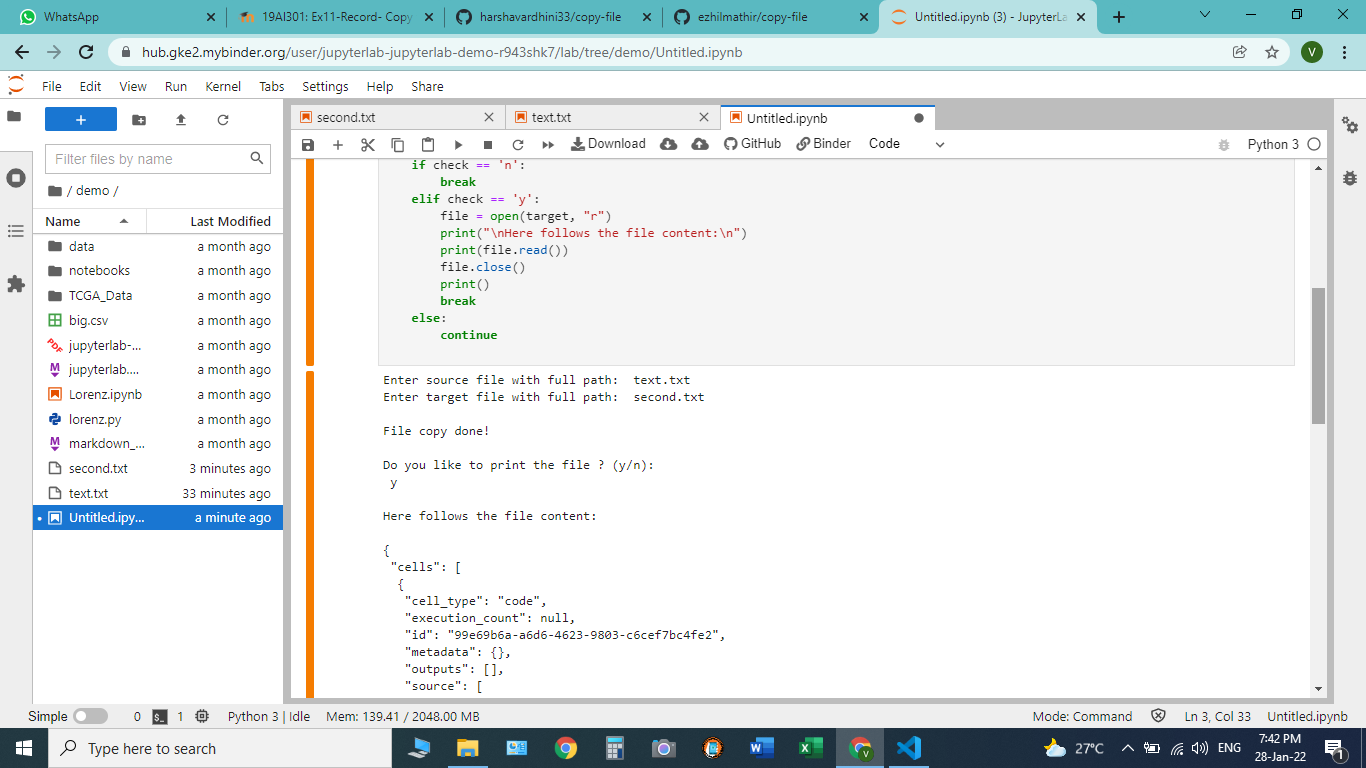 WhatsApp
19AI301: Ex11-Record- Copy
harshavardhini33/copy-file
ezhilmathir/copy-file
Untitled.ipynb (3) - JupyterLa
hub.gke2.mybinder.org/user/jupyterlab-jupyterlab-demo-r943shk7/lab/tree/demo/Untitled.ipynb
V
File Edit View Run Kernel Tabs Settings Help Share
Filter files by name
/ demo /
Name Last Modified
data a month ago
notebooks a month ago
TCGA_Data a month ago
big.csv a month ago
jupyterlab-... a month ago
jupyterlab.... a month ago
Lorenz.ipynb a month ago
lorenz.py a month ago
markdown_... a month ago
second.txt 3 minutes ago
text.txt 33 minutes ago
Untitled.ipy... a minute ago
second.txt text.txt Untitled.ipynb
Download GitHub Binder Code Python 3
if check == 'n':
break
elif check == 'y':
file = open(target, "r")
print("\nHere follows the file content:\n")
print(file.read())
file.close()
print()
break
else:
continue
Enter source file with full path:  text.txt
Enter target file with full path:  second.txt
File copy done!
Do you like to print the file ? (y/n):
y
Here follows the file content:
{
"cells": [
{
"cell_type": "code",
"execution_count": null,
"id": "99e69b6a-a6d6-4623-9803-c6cef7bc4fe2",
"metadata": {},
"outputs": [],
"source": [
Simple 0 1 Python 3 | Idle Mem: 139.41 / 2048.00 MB Mode: Command Ln 3, Col 33 Untitled.ipynb
Type here to search
27°C ENG
7:42 PM
28-Jan-22
1